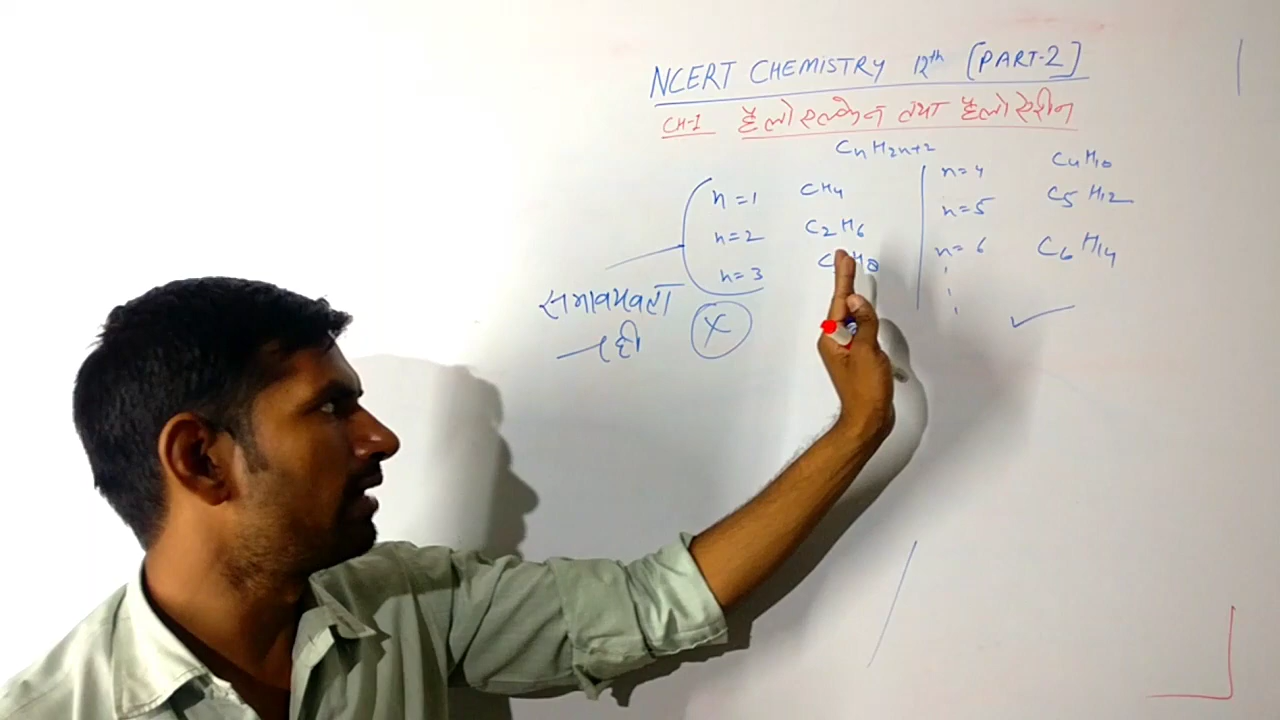 NCERT CHEMISTRY 12th [PART-2]
CH-1 हैलोएल्केन तथा हैलोऐरीन
CnH2n+2
n=1 CH4
n=2 C2H6
n=3 H8
समावयवता
X
n=4 C4H10
n=5 C5H12
n=6 C6H14